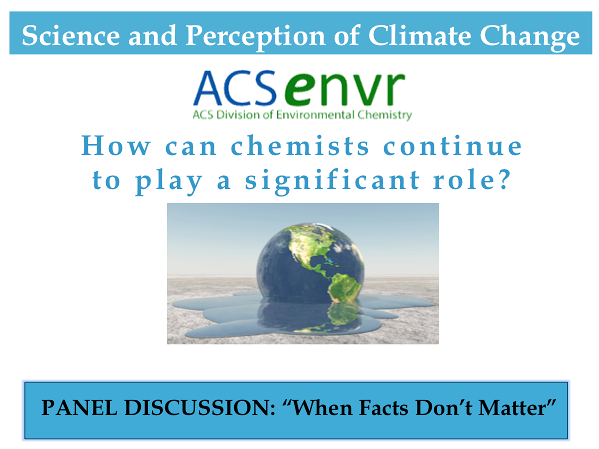 Science and Perception of Climate Change
ACSenvr
ACS Division of Environmental Chemistry
How can chemists continue
to play a significant role?
PANEL DISCUSSION: “When Facts Don’t Matter”